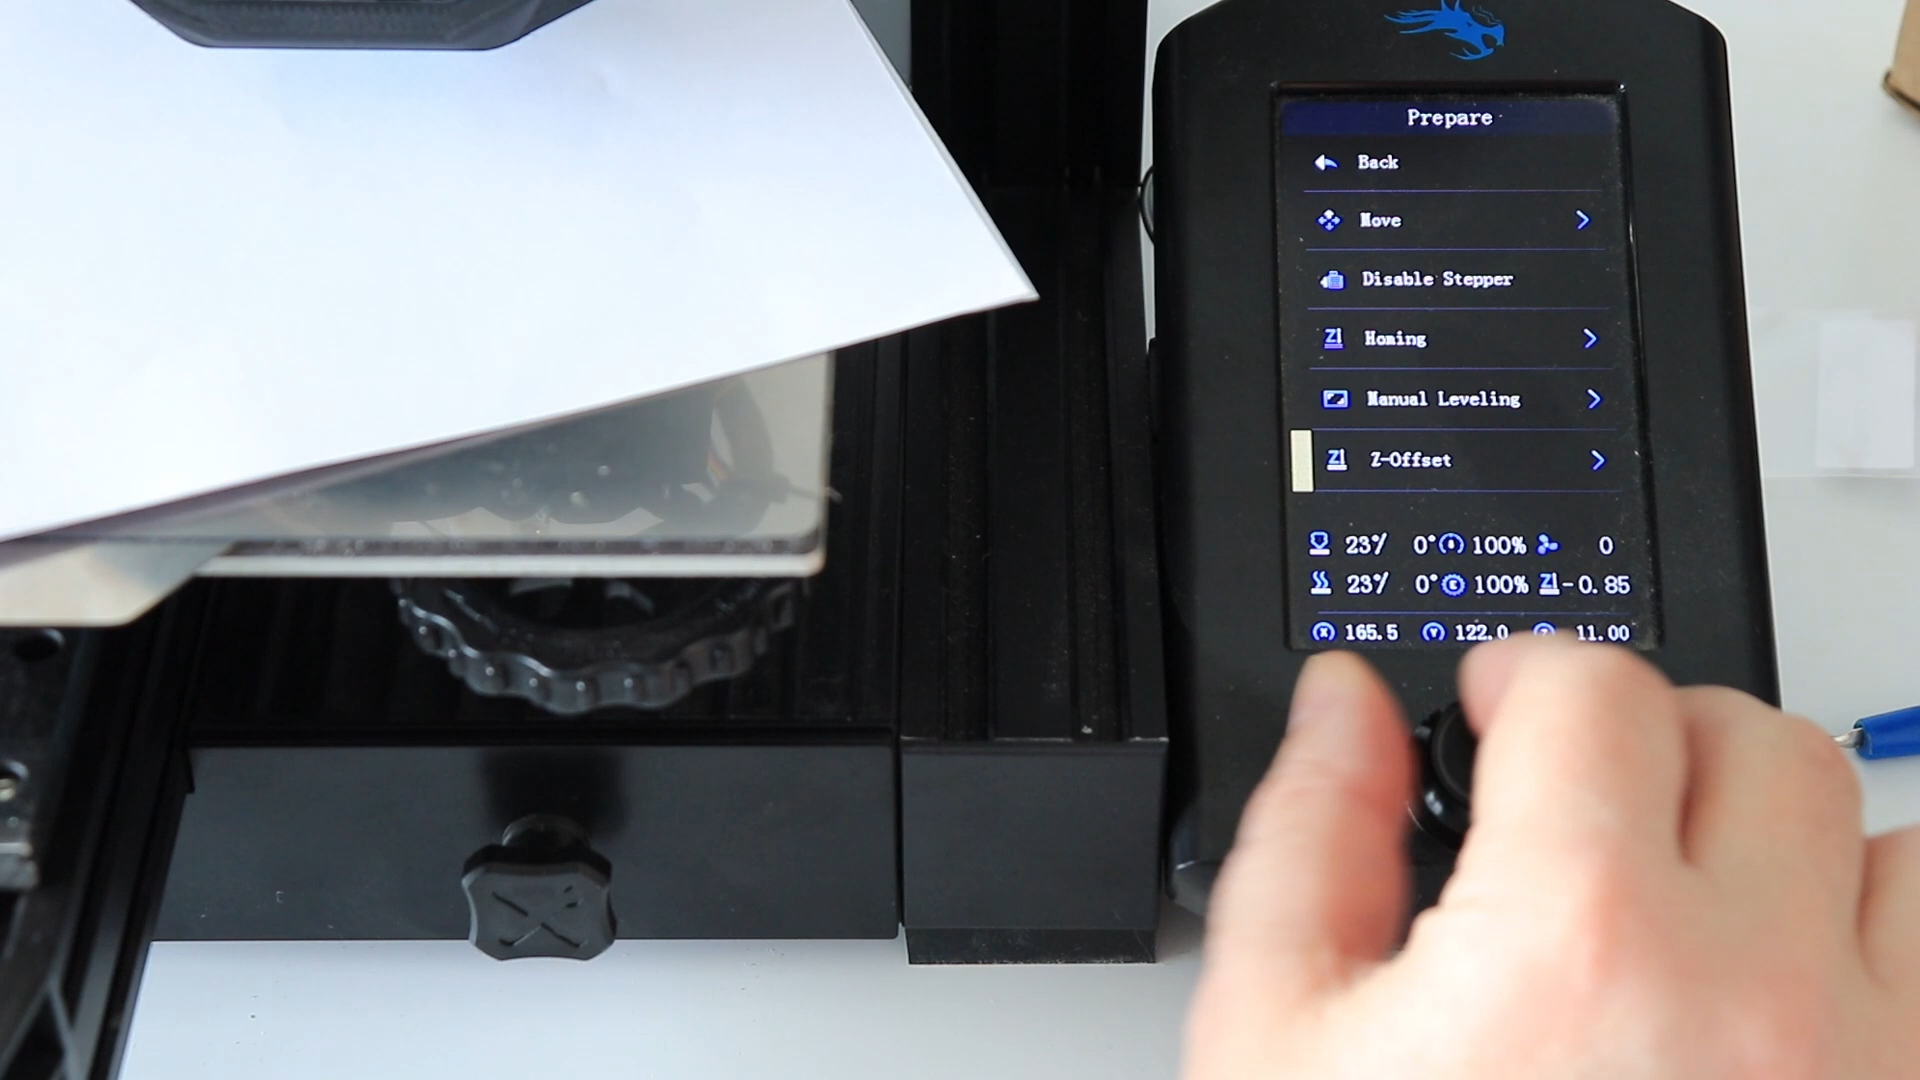 Prepare
Back
Move
Disable Stepper
Homing
Manual Leveling
Z-Offset
23°/ 0° 100% 0
23°/ 0° 100% -0.85
X 165.5 Y 122.0 Z 11.00